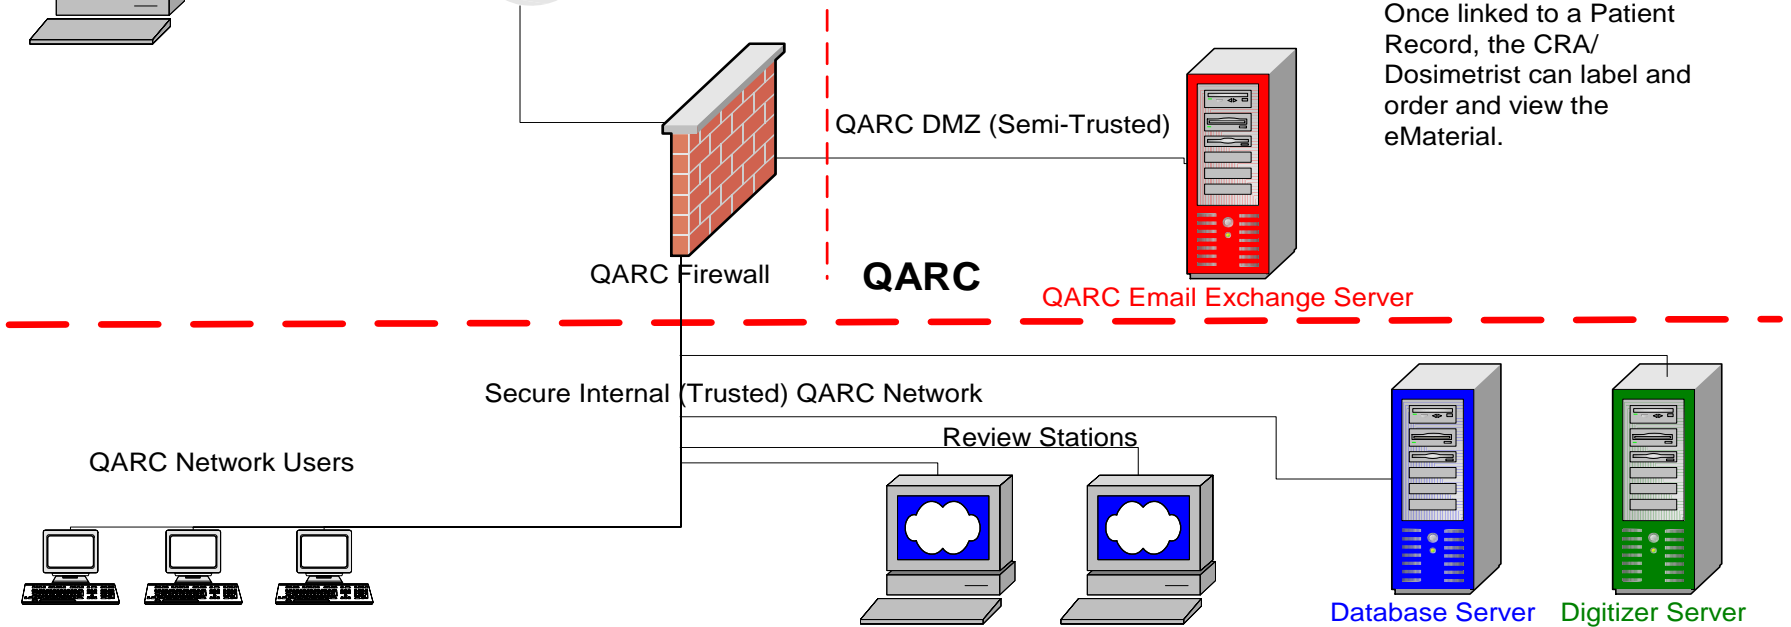 Once linked to a Patient
Record, the CRA/
Dosimetrist can label and
order and view the
eMaterial.
QARC DMZ (Semi-Trusted)
QARC Firewall
QARC
QARC Email Exchange Server
Secure Internal (Trusted) QARC Network
Review Stations
QARC Network Users
Database Server
Digitizer Server